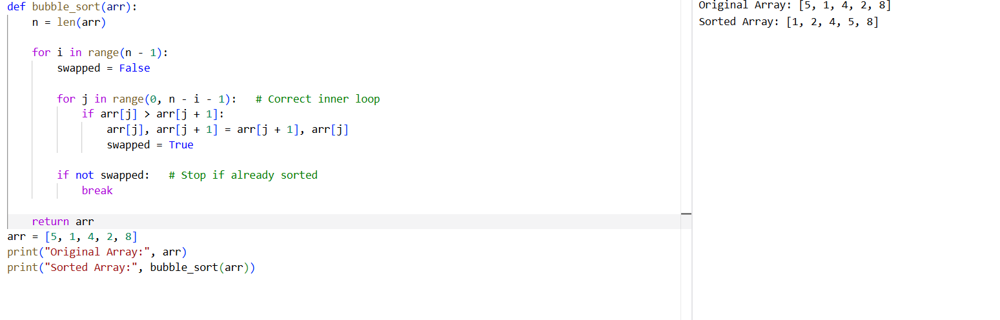 def bubble_sort(arr):
    n = len(arr)
    for i in range(n - 1):
        swapped = False
        for j in range(0, n - i - 1):   # Correct inner loop
            if arr[j] > arr[j + 1]:
                arr[j], arr[j + 1] = arr[j + 1], arr[j]
                swapped = True
        if not swapped:   # Stop if already sorted
            break
    return arr
arr = [5, 1, 4, 2, 8]
print("Original Array:", arr)
print("Sorted Array:", bubble_sort(arr))
Original Array: [5, 1, 4, 2, 8]
Sorted Array: [1, 2, 4, 5, 8]